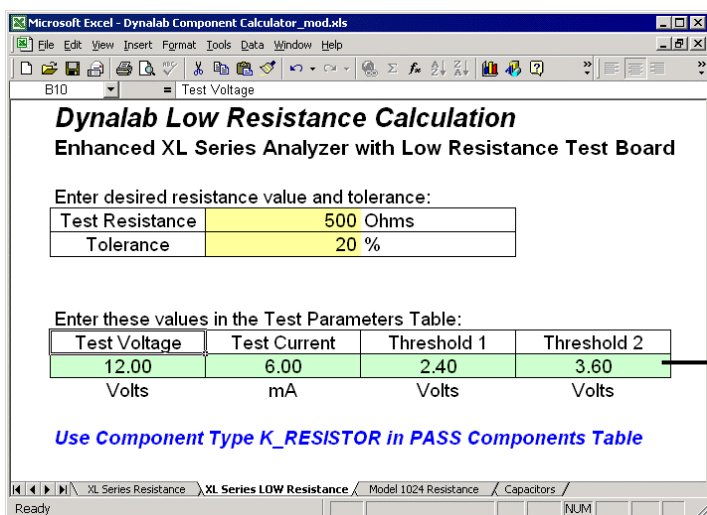 Microsoft Excel - Dynalab Component Calculator_mod.xls
File Edit View Insert Format Tools Data Window Help
B10 = Test Voltage
Dynalab Low Resistance Calculation
Enhanced XL Series Analyzer with Low Resistance Test Board
Enter desired resistance value and tolerance:
Test Resistance 500 Ohms
Tolerance 20 %
Enter these values in the Test Parameters Table:
Test Voltage Test Current Threshold 1 Threshold 2
12.00 6.00 2.40 3.60
Volts mA Volts Volts
Use Component Type K_RESISTOR in PASS Components Table
XL Series Resistance XL Series LOW Resistance Model 1024 Resistance Capacitors
Ready NUM